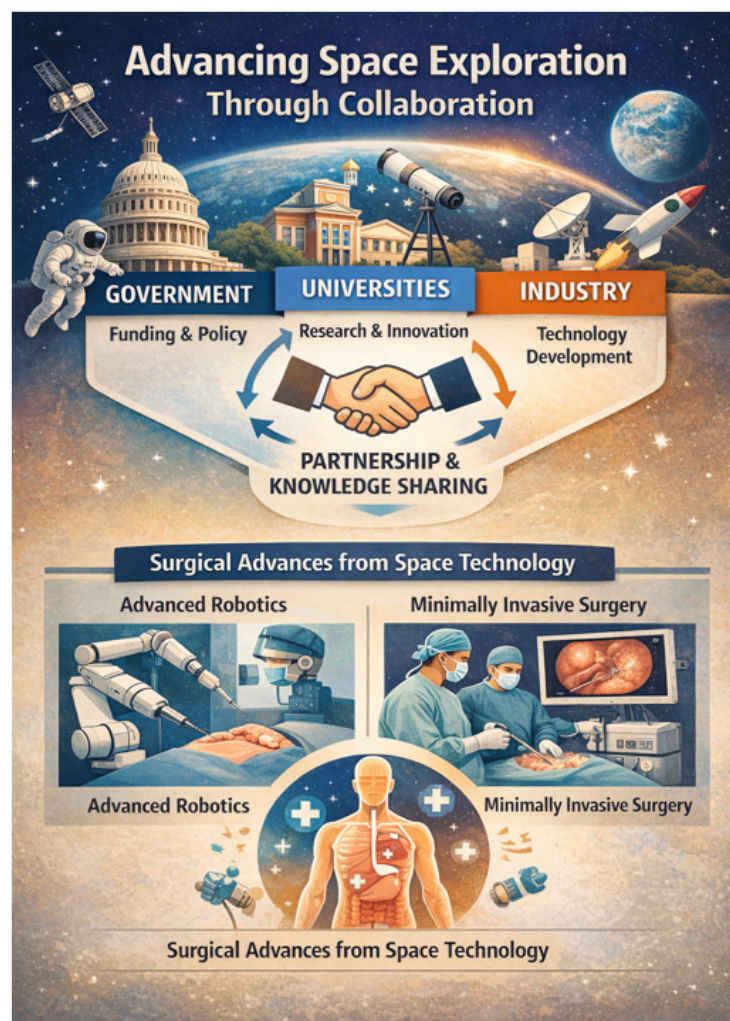 Advancing Space Exploration
Through Collaboration
GOVERNMENT
UNIVERSITIES
INDUSTRY
Funding & Policy
Research & Innovation
Technology
Development
PARTNERSHIP &
KNOWLEDGE SHARING
Surgical Advances from Space Technology
Advanced Robotics
Minimally Invasive Surgery
Advanced Robotics
Minimally Invasive Surgery
Surgical Advances from Space Technology